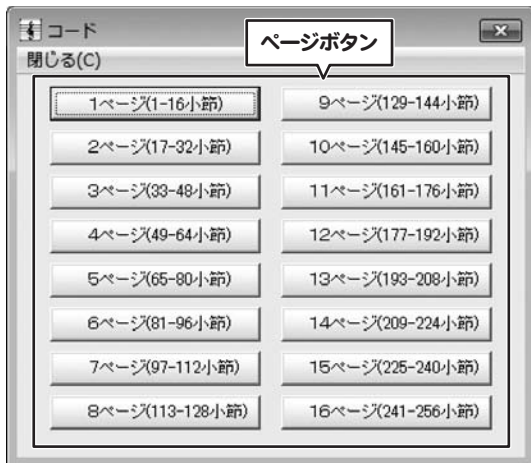 コード
ページボタン
閉じる(C)
1ページ(1-16小節)
2ページ(17-32小節)
3ページ(33-48小節)
4ページ(49-64小節)
5ページ(65-80小節)
6ページ(81-96小節)
7ページ(97-112小節)
8ページ(113-128小節)
9ページ(129-144小節)
10ページ(145-160小節)
11ページ(161-176小節)
12ページ(177-192小節)
13ページ(193-208小節)
14ページ(209-224小節)
15ページ(225-240小節)
16ページ(241-256小節)